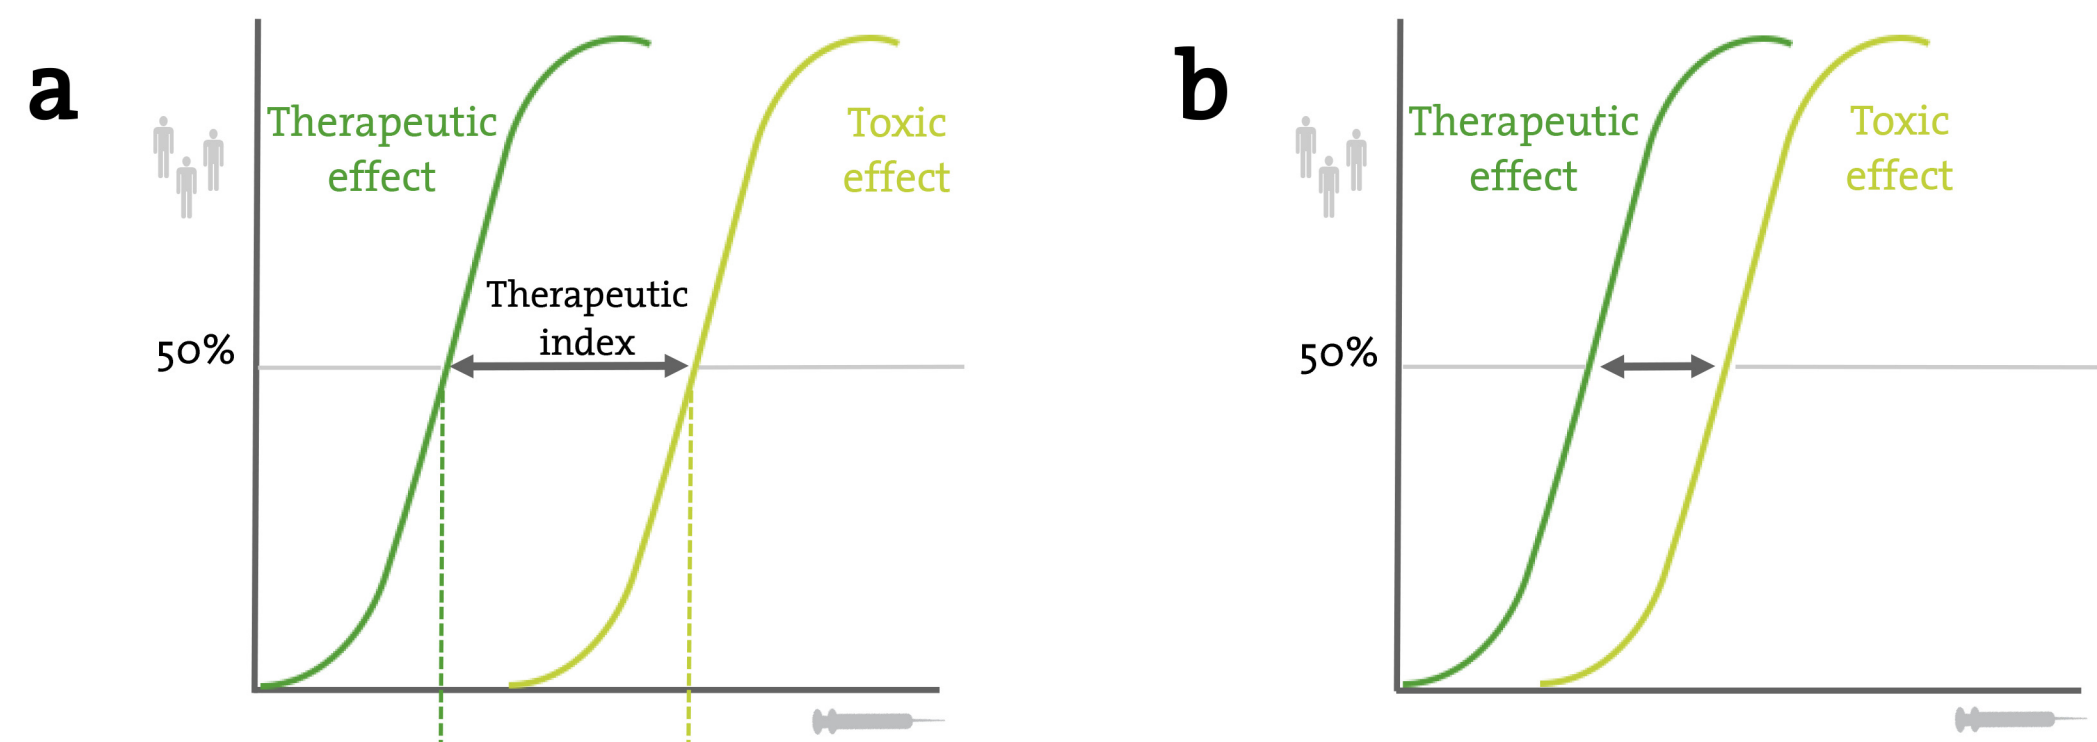 a
Therapeutic
effect
Toxic
effect
Therapeutic
index
50%
b
Therapeutic
effect
Toxic
effect
50%